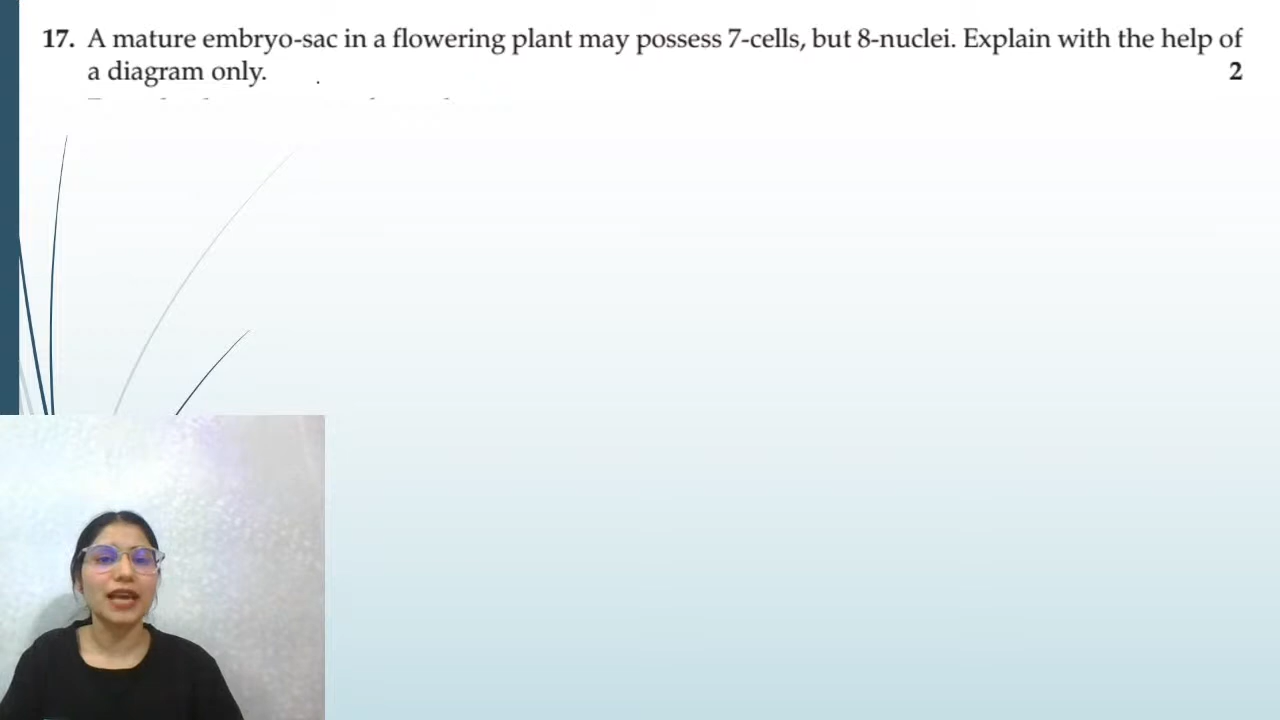 17. A mature embryo-sac in a flowering plant may possess 7-cells, but 8-nuclei. Explain with the help of
a diagram only. 2